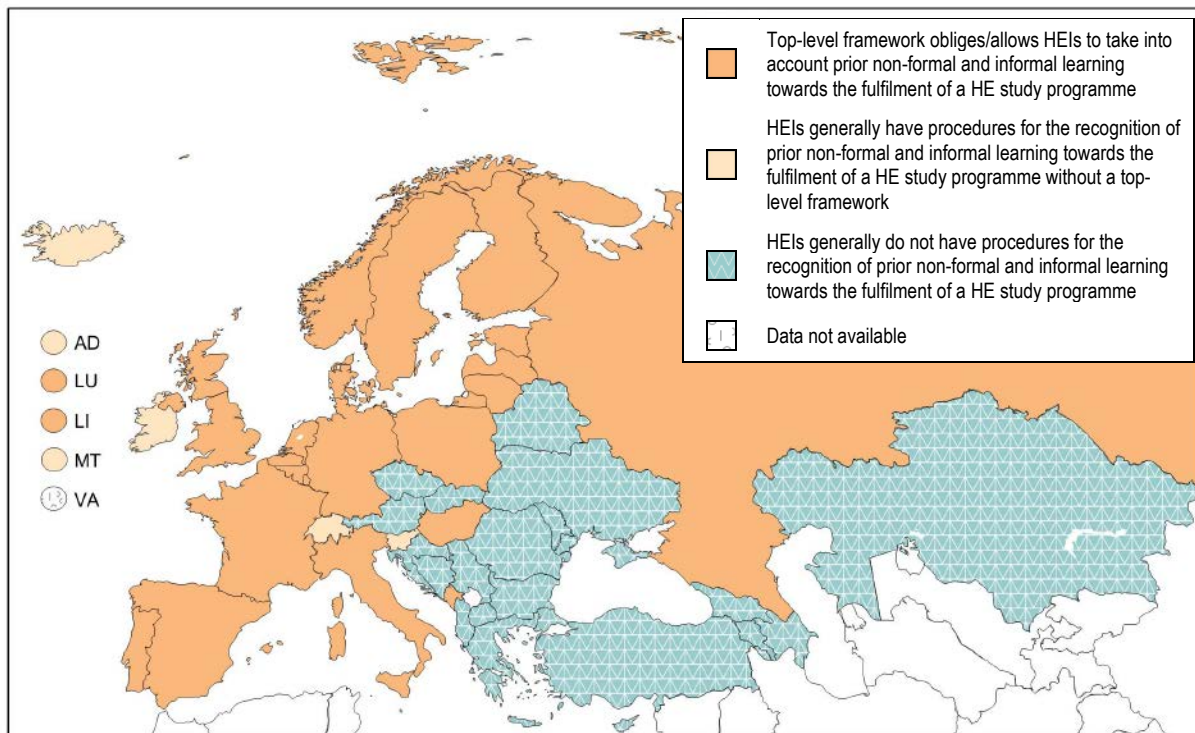 Top-level framework obliges/allows HEIs to take into
account prior non-formal and informal learning
towards the fulfilment of a HE study programme
HEIs generally have procedures for the recognition of
prior non-formal and informal learning towards the
fulfilment of a HE study programme without a top-
level framework
HEIs generally do not have procedures for the
recognition of prior non-formal and informal learning
towards the fulfilment of a HE study programme
Data not available
AD
LU
LI
MT
VA